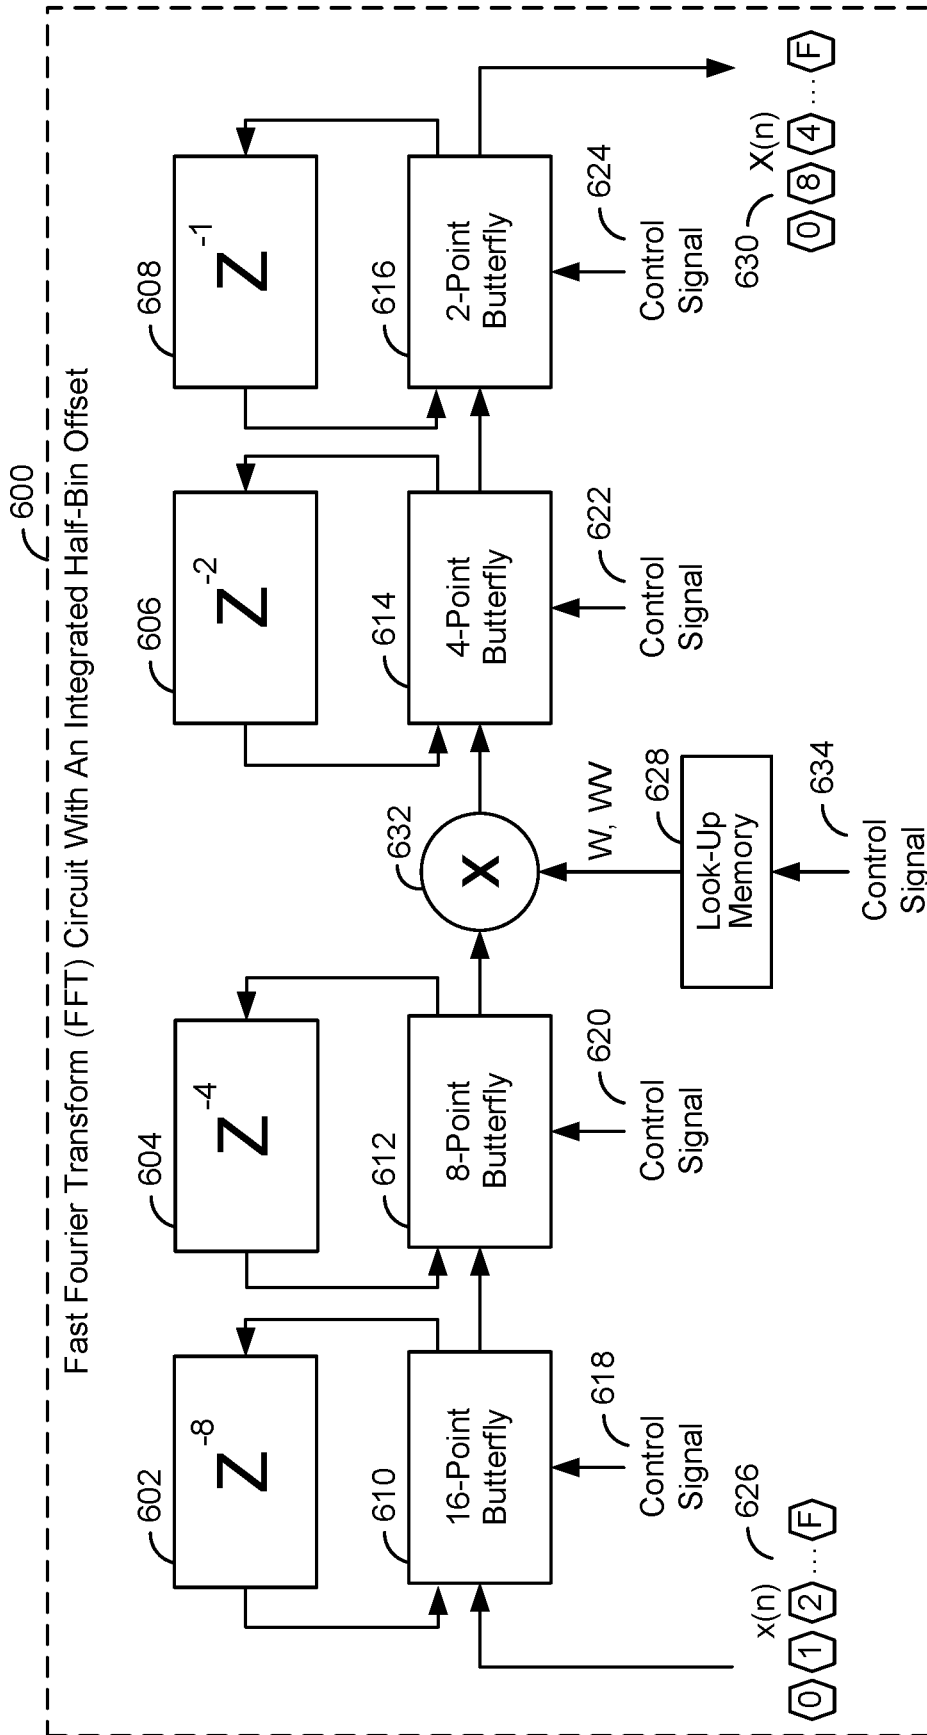 600
Fast Fourier Transform (FFT) Circuit With An Integrated Half-Bin Offset
602
Z-8
604
Z-4
606
Z-2
608
Z-1
610
16-Point
Butterfly
612
8-Point
Butterfly
632
X
614
4-Point
Butterfly
616
2-Point
Butterfly
618
Control
Signal
620
Control
Signal
W, WV
628
Look-Up
Memory
634
Control
Signal
622
Control
Signal
624
Control
Signal
x(n)
626
0 1 2 ..... F
630
X(n)
0 8 4 ..... F